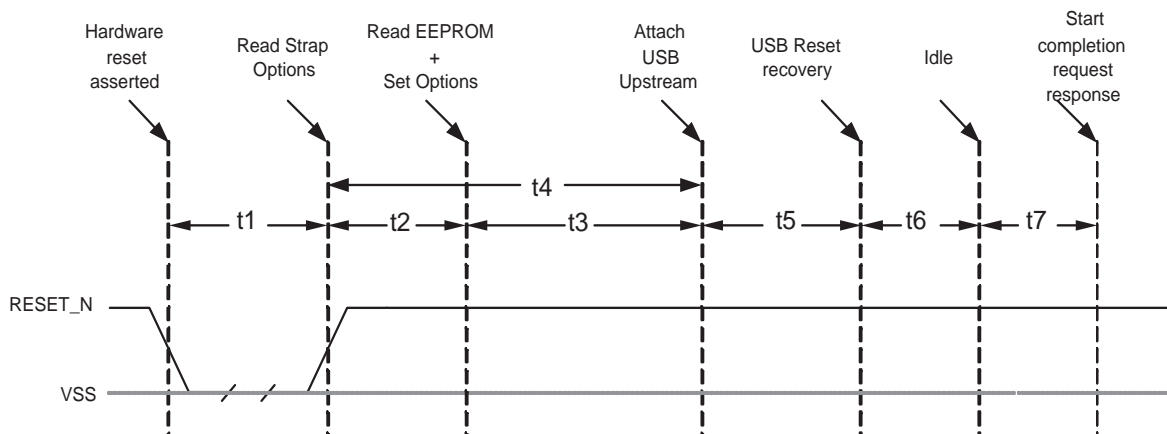 Hardware
reset
asserted
Read Strap
Options
Read EEPROM
+
Set Options
Attach
USB
Upstream
USB Reset
recovery
Idle
Start
completion
request
response
t4
t1
t2
t3
t5
t6
t7
RESET_N
VSS